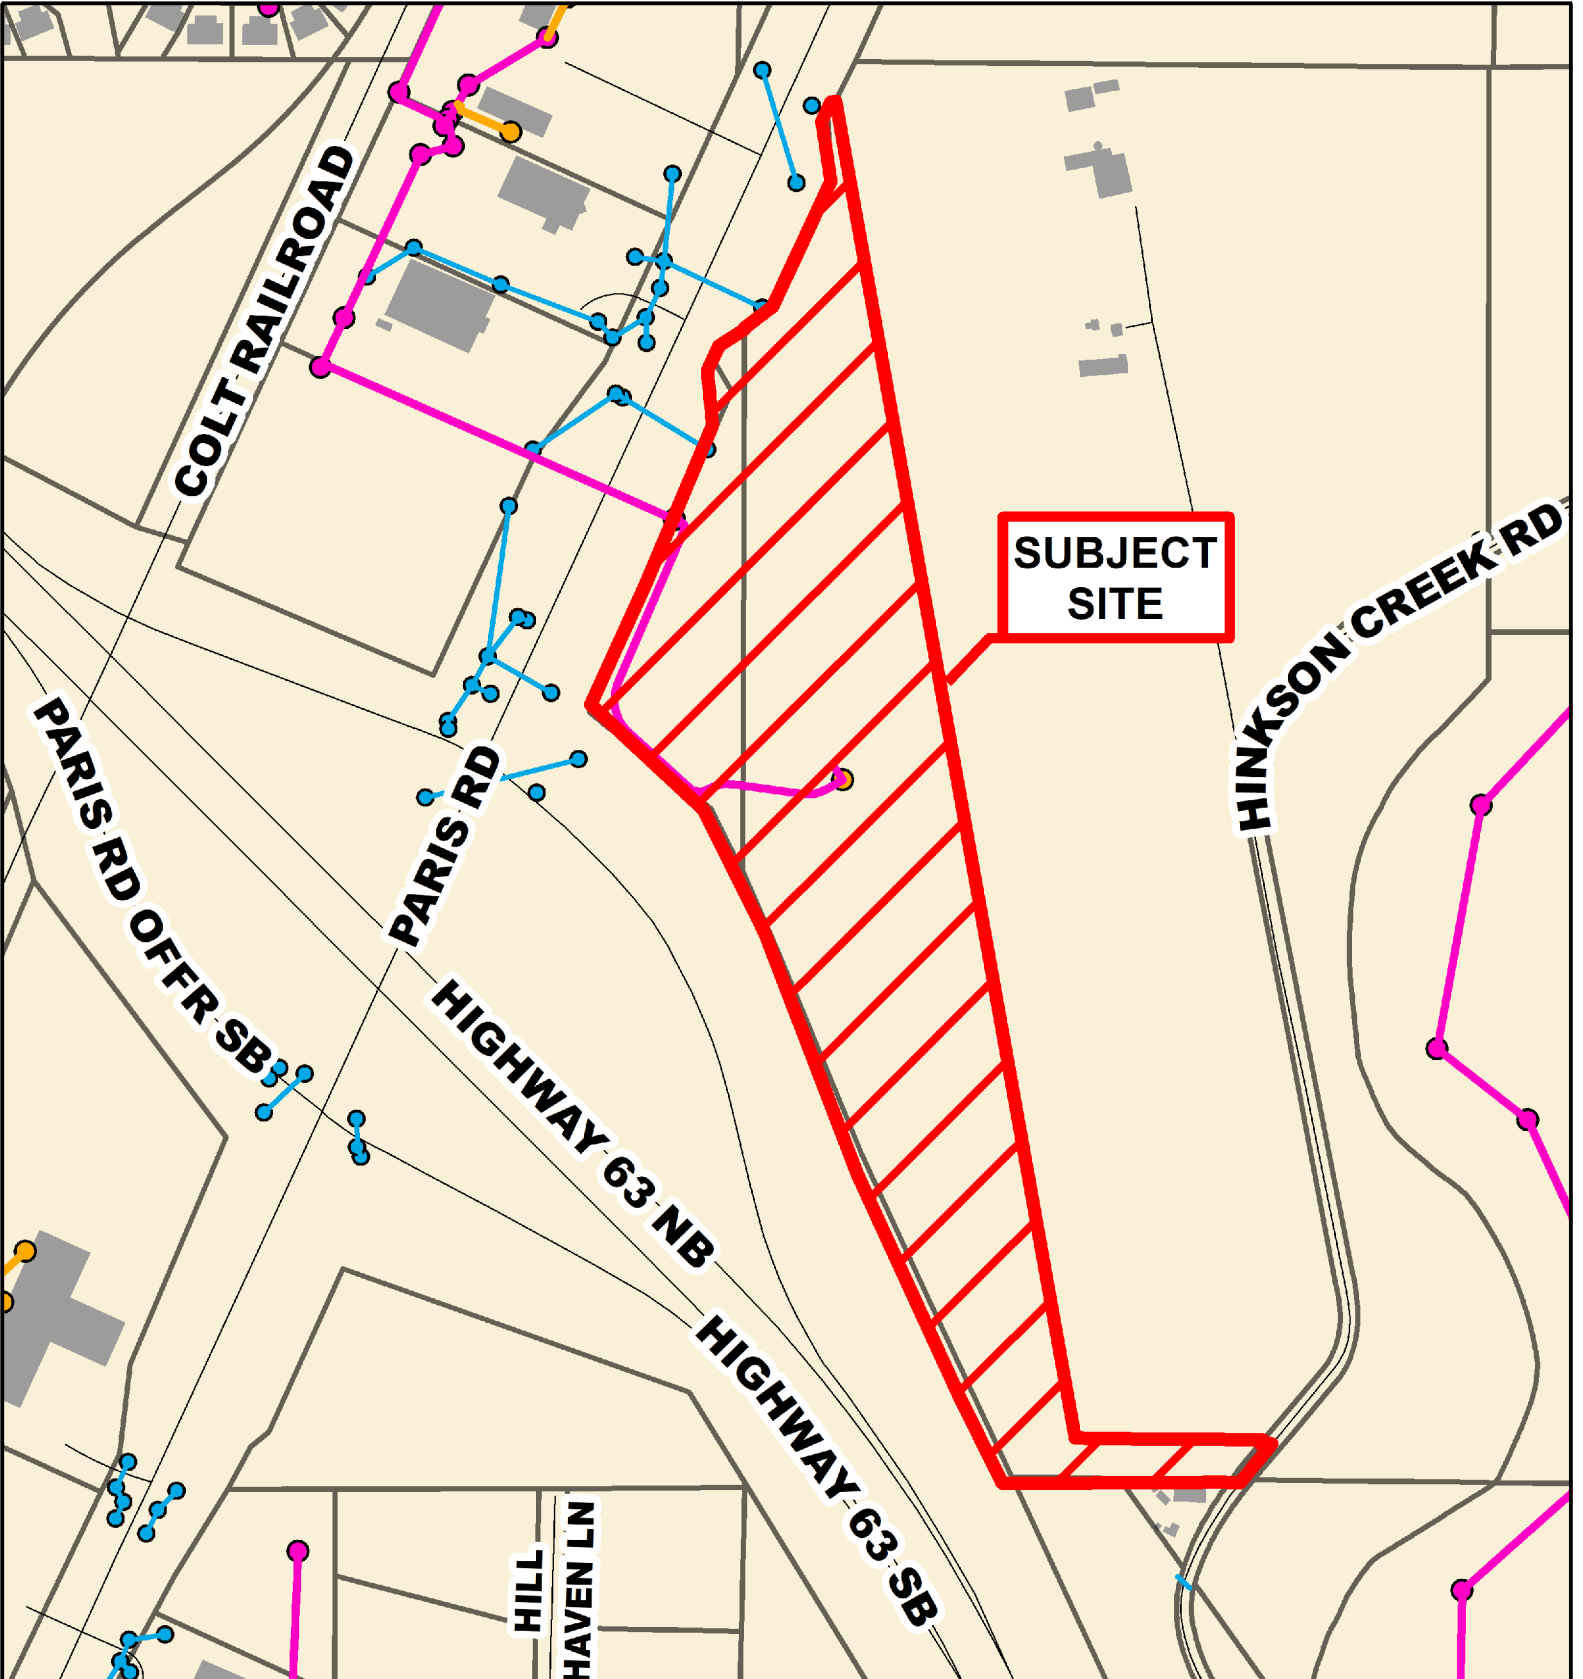 COLT RAILROAD
SUBJECT
SITE
HINKSON CREEK RD
PARIS RD OFFR SB
PARIS RD
HIGHWAY 63 NB
HIGHWAY 63 SB
HILL
HAVEN LN